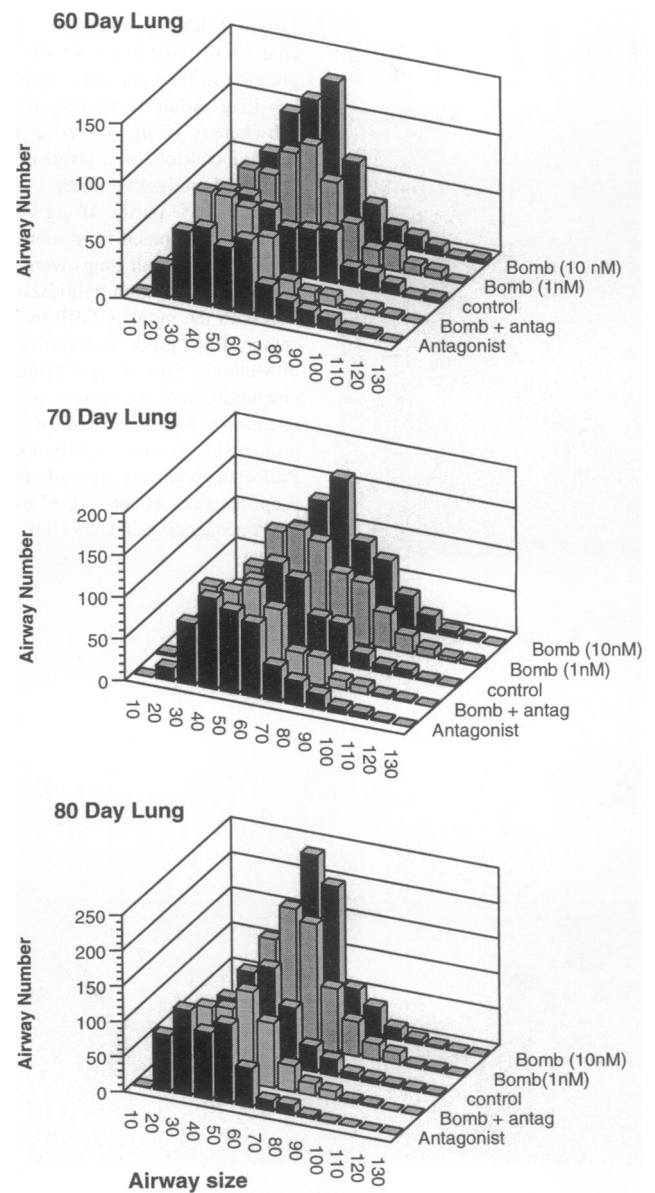 60 Day Lung
Airway Number
150
100
50
0
10 20 30 40 50 60 70 80 90 100 110 120 130
Bomb (10 nM)
Bomb (1nM)
control
Bomb + antag
Antagonist
70 Day Lung
Airway Number
200
150
100
50
0
10 20 30 40 50 60 70 80 90 100 110 120 130
Bomb (10nM)
Bomb (1nM)
control
Bomb + antag
Antagonist
80 Day Lung
Airway Number
250
200
150
100
50
0
10 20 30 40 50 60 70 80 90 100 110 120 130
Bomb (10nM)
Bomb(1nM)
control
Bomb + antag
Antagonist
Airway size